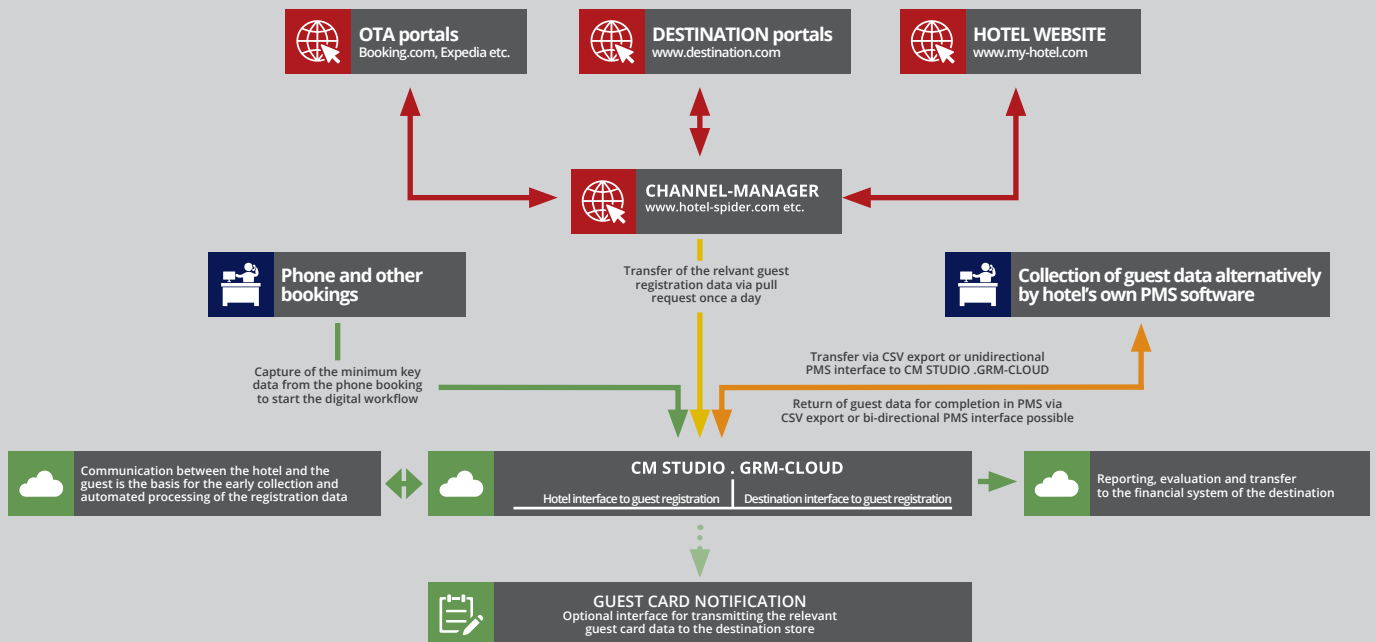 OTA portals
Booking.com, Expedia etc.
DESTINATION portals
www.destination.com
HOTEL WEBSITE
www.my-hotel.com
CHANNEL-MANAGER
www.hotel-spider.com etc.
Phone and other
bookings
Transfer of the relvant guest
registration data via pull
request once a day
Collection of guest data alternatively
by hotel's own PMS software
Capture of the minimum key
data from the phone booking
to start the digital workflow
Transfer via CSV export or unidirectional
PMS interface to CM STUDIO .GRM-CLOUD
Return of guest data for completion in PMS via
CSV export or bi-directional PMS interface possible
Communication between the hotel and the
guest is the basis for the early collection and
automated processing of the registration data
CM STUDIO . GRM-CLOUD
Hotel interface to guest registration
Destination interface to guest registration
Reporting, evaluation and transfer
to the financial system of the destination
GUEST CARD NOTIFICATION
Optional interface for transmitting the relevant
guest card data to the destination store